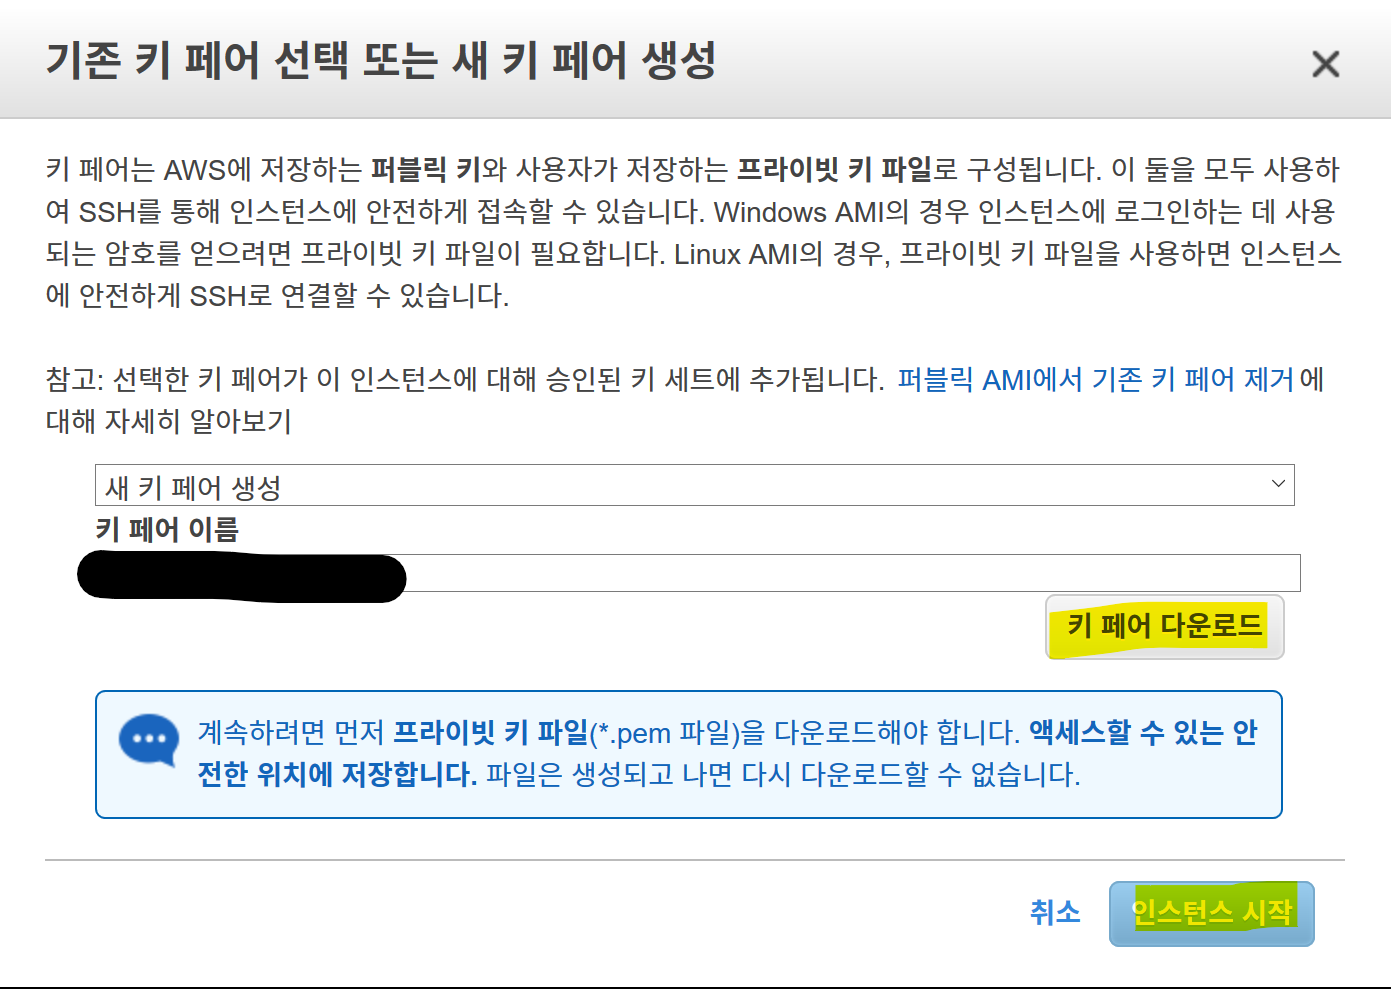 기존 키 페어 선택 또는 새 키 페어 생성
키 페어는 AWS에 저장하는 퍼블릭 키와 사용자가 저장하는 프라이빗 키 파일로 구성됩니다. 이 둘을 모두 사용하
여 SSH를 통해 인스턴스에 안전하게 접속할 수 있습니다. Windows AMI의 경우 인스턴스에 로그인하는 데 사용
되는 암호를 얻으려면 프라이빗 키 파일이 필요합니다. Linux AMI의 경우, 프라이빗 키 파일을 사용하면 인스턴스
에 안전하게 SSH로 연결할 수 있습니다.
참고: 선택한 키 페어가 이 인스턴스에 대해 승인된 키 세트에 추가됩니다. 퍼블릭 AMI에서 기존 키 페어 제거에
대해 자세히 알아보기
새 키 페어 생성
키 페어 이름
키 페어 다운로드
계속하려면 먼저 프라이빗 키 파일(*.pem 파일)을 다운로드해야 합니다. 액세스할 수 있는 안
전한 위치에 저장합니다. 파일은 생성되고 나면 다시 다운로드할 수 없습니다.
취소
인스턴스 시작